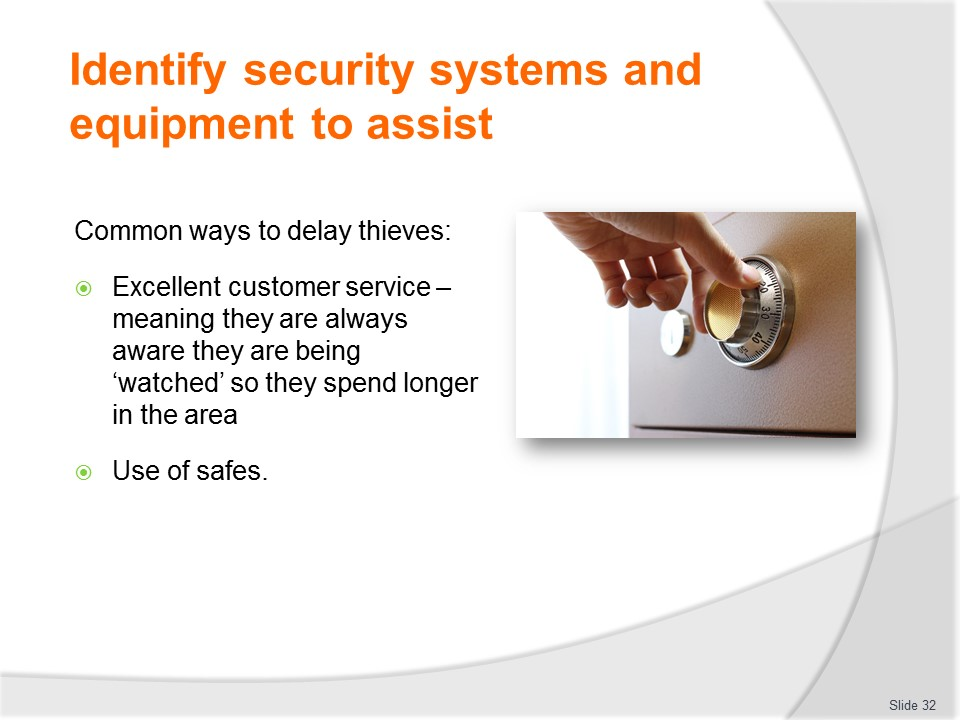 Identify security systems and
equipment to assist
Common ways to delay thieves:
Excellent customer service –
meaning they are always
aware they are being
‘watched’ so they spend longer
in the area
Use of safes.
30
40
50
Slide 32